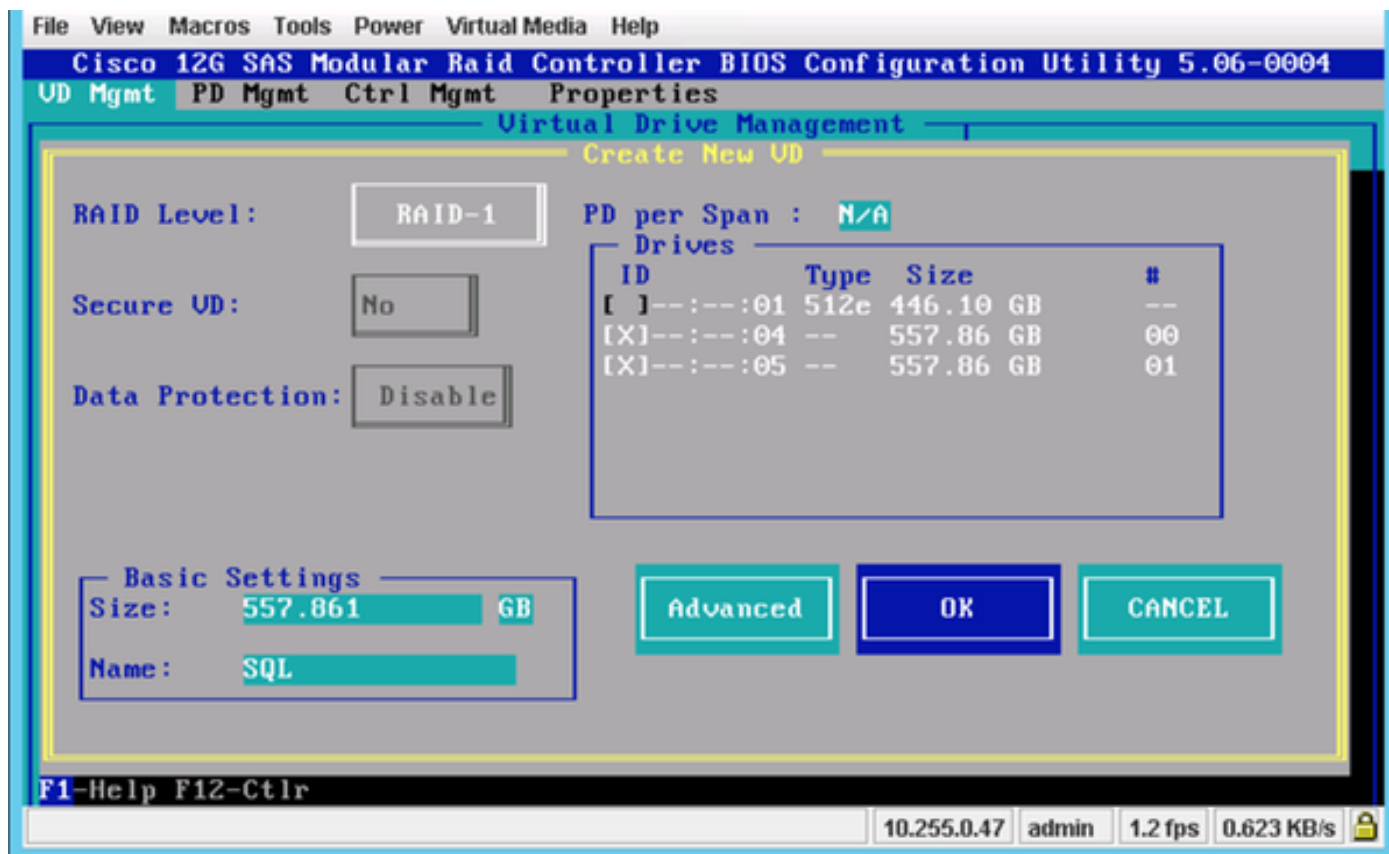 File View Macros Tools Power Virtual Media Help
Cisco 12G SAS Modular Raid Controller BIOS Configuration Utility 5.06-0004
VD Mgmt PD Mgmt Ctrl Mgmt Properties
Virtual Drive Management
Create New VD
RAID Level: RAID-1 PD per Span : N/A
Drives
ID Type Size #
Secure VD: No
[ ]--:--:01 512e 446.10 GB --
[X]--:--:04 -- 557.86 GB 00
[X]--:--:05 -- 557.86 GB 01
Data Protection: Disable
Basic Settings
Size: 557.861 GB
Name: SQL
Advanced OK CANCEL
F1-Help F12-Ctlr
10.255.0.47 admin 1.2 fps 0.623 KB/s